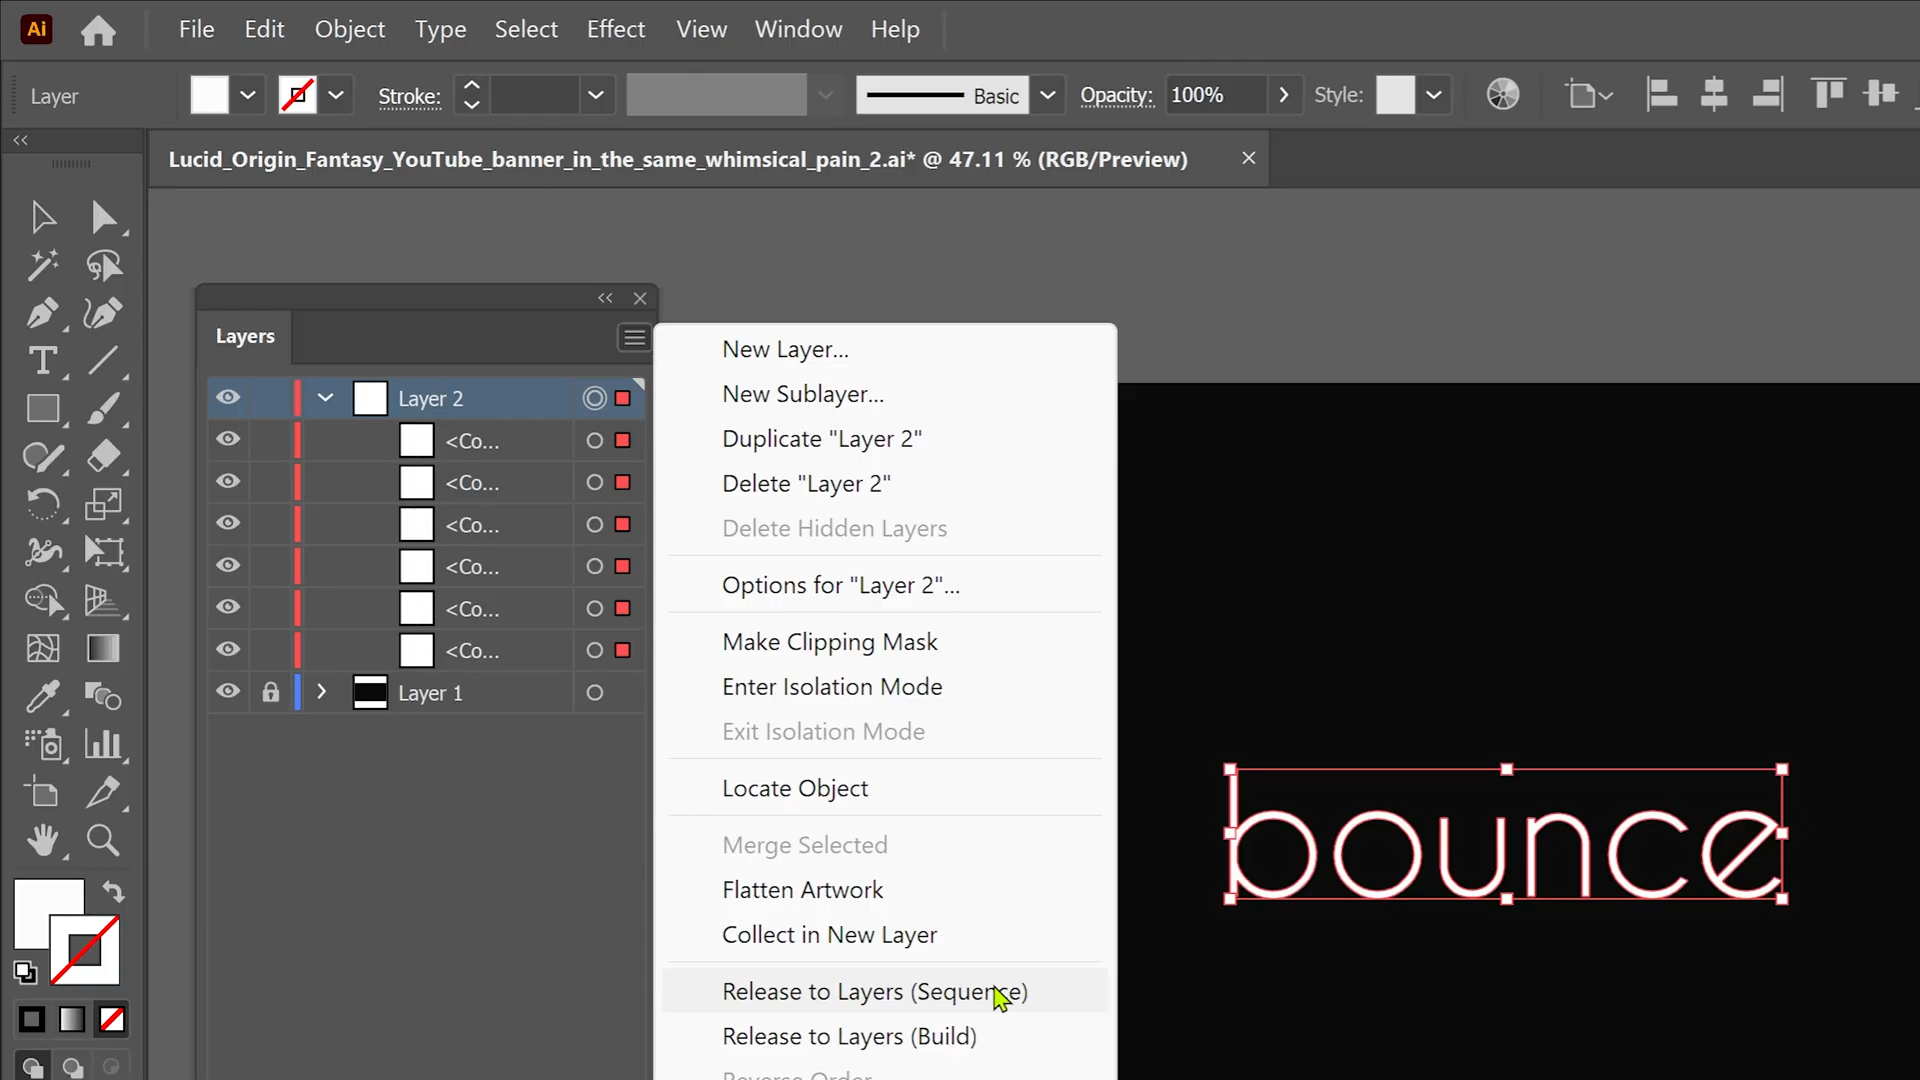 Ai File Edit Object Type Select Effect View Window Help
Layer Stroke: Basic Opacity: 100% Style:
Lucid_Origin_Fantasy_YouTube_banner_in_the_same_whimsical_pain_2.ai* @ 47.11 % (RGB/Preview)
Layers
Layer 2
<Co...
<Co...
<Co...
<Co...
<Co...
<Co...
Layer 1
New Layer...
New Sublayer...
Duplicate "Layer 2"
Delete "Layer 2"
Delete Hidden Layers
Options for "Layer 2"...
Make Clipping Mask
Enter Isolation Mode
Exit Isolation Mode
Locate Object
Merge Selected
Flatten Artwork
Collect in New Layer
Release to Layers (Sequence)
Release to Layers (Build)
Reverse Order
bounce